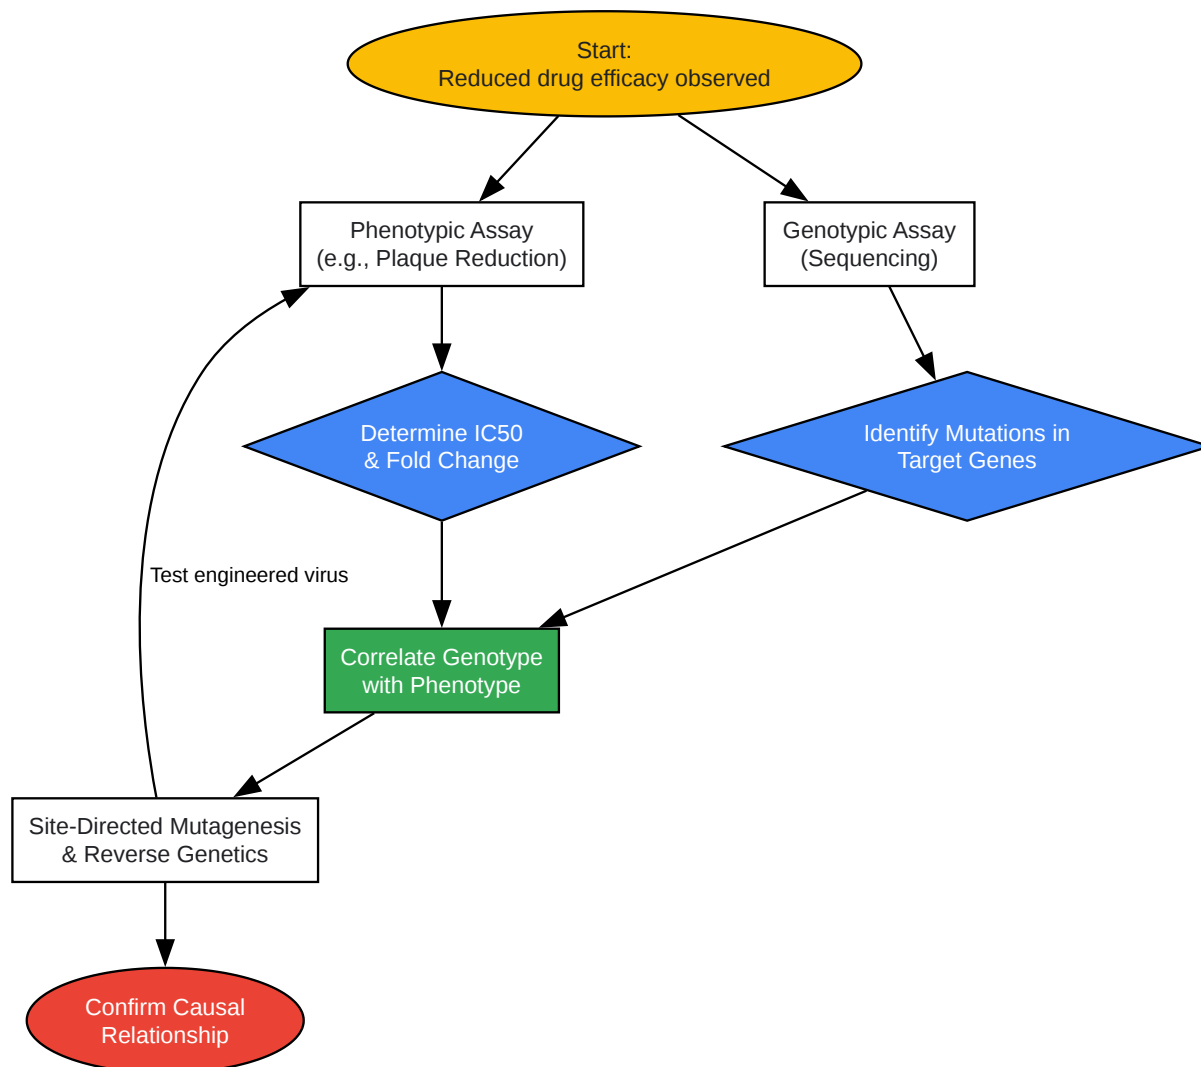 Start:
Reduced drug efficacy observed
Phenotypic Assay
(e.g., Plaque Reduction)
Genotypic Assay
(Sequencing)
Determine IC50
& Fold Change
Identify Mutations in
Target Genes
Test engineered virus
Correlate Genotype
with Phenotype
Site-Directed Mutagenesis
& Reverse Genetics
Confirm Causal
Relationship